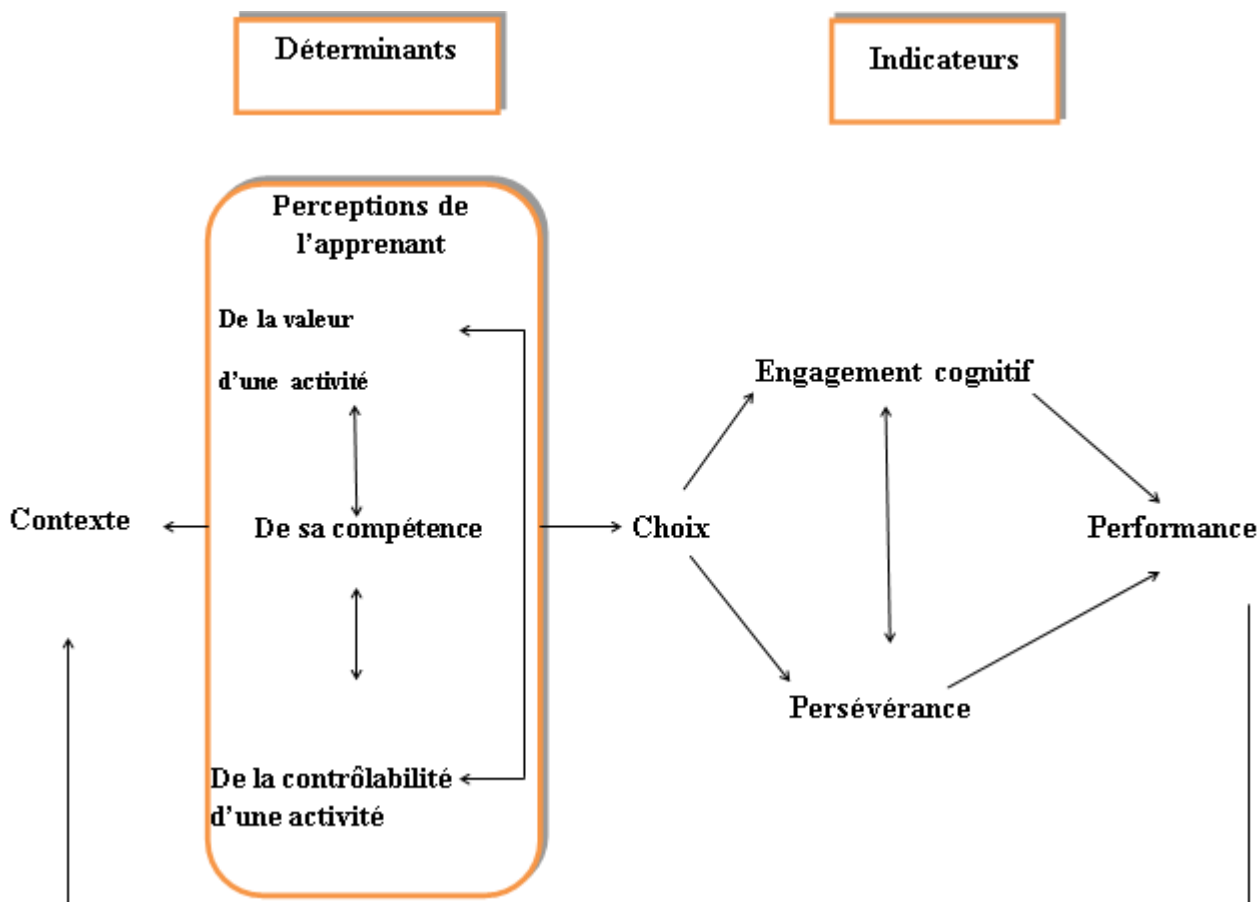 Déterminants
Indicateurs
Perceptions de
l’apprenant
De la valeur
d’une activité
Engagement cognitif
Contexte
De sa compétence
Choix
Performance
Persévérance
De la contrôlabilité
d’une activité